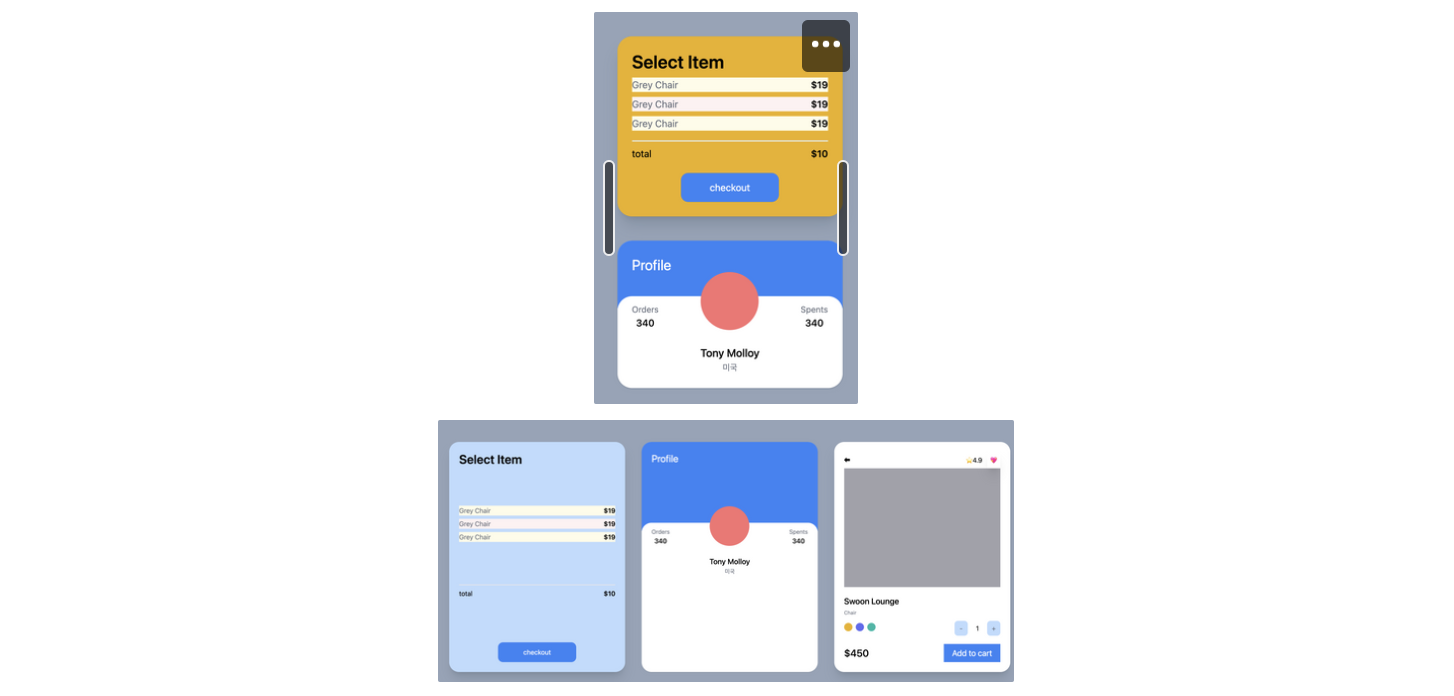 Select Item
Grey Chair $19
Grey Chair $19
Grey Chair $19
total $10
checkout
Profile
Orders Spents
340 340
Tony Molloy
미국
Select Item
Grey Chair $19
Grey Chair $19
Grey Chair $19
total $10
checkout
Profile
Orders Spents
340 340
Tony Molloy
미국
4.9
Swoon Lounge
Chair
- 1 +
$450 Add to cart